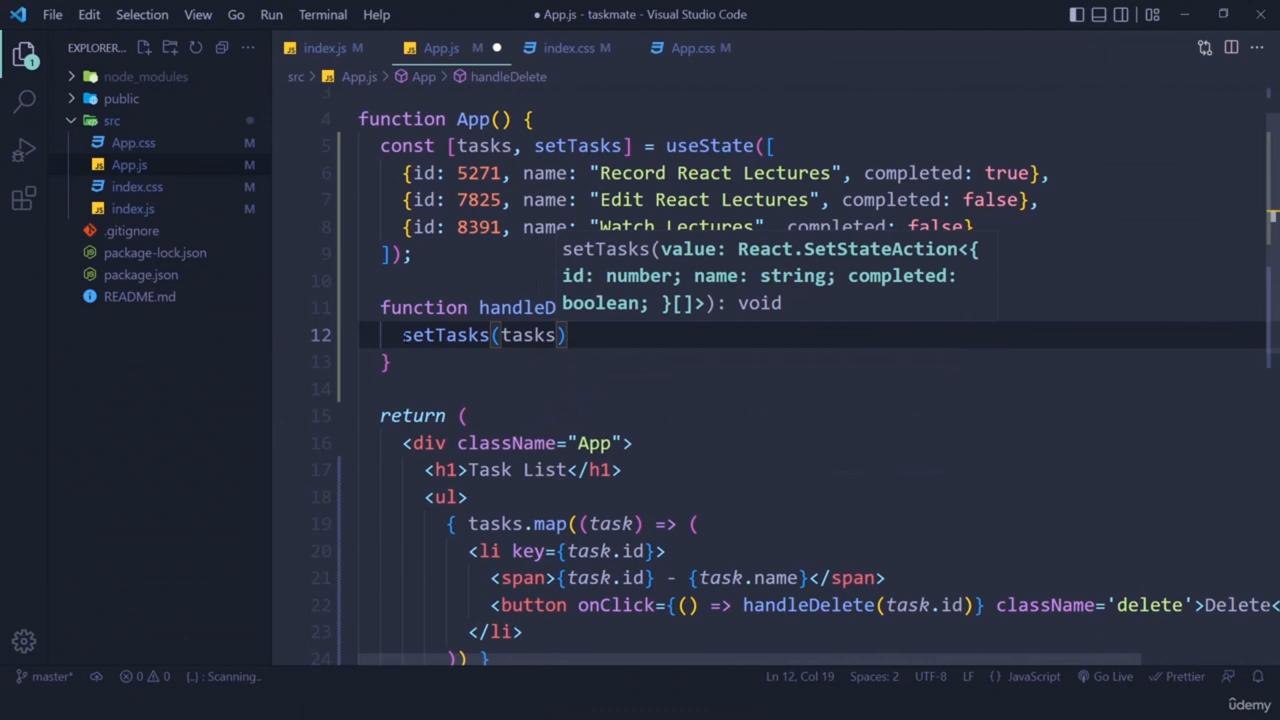 File Edit Selection View Go Run Terminal Help
● App.js - taskmate - Visual Studio Code
EXPLORER...
index.js M
App.js M
index.css M
App.css M
src > App.js > App > handleDelete
node_modules
public
src
App.css M
App.js M
index.css M
index.js M
.gitignore
package-lock.json
package.json
README.md
1
3
4 function App() {
5 const [tasks, setTasks] = useState([
6 {id: 5271, name: "Record React Lectures", completed: true},
7 {id: 7825, name: "Edit React Lectures", completed: false},
8 {id: 8391, name: "Watch Lectures", completed: false}
9 ]);
setTasks(value: React.SetStateAction<{
id: number; name: string; completed:
boolean; }[]>): void
10
11 function handleD
12 setTasks(tasks)
13 }
14
15 return (
16 <div className="App">
17 <h1>Task List</h1>
18 <ul>
19 { tasks.map((task) => (
20 <li key={task.id}>
21 <span>{task.id} - {task.name}</span>
22 <button onClick={() => handleDelete(task.id)} className='delete'>Delete<
23 </li>
24 )) }
master* 0 0 {..} : Scanning.. Ln 12, Col 19 Spaces: 2 UTF-8 LF {} JavaScript Go Live Prettier
ûdemy